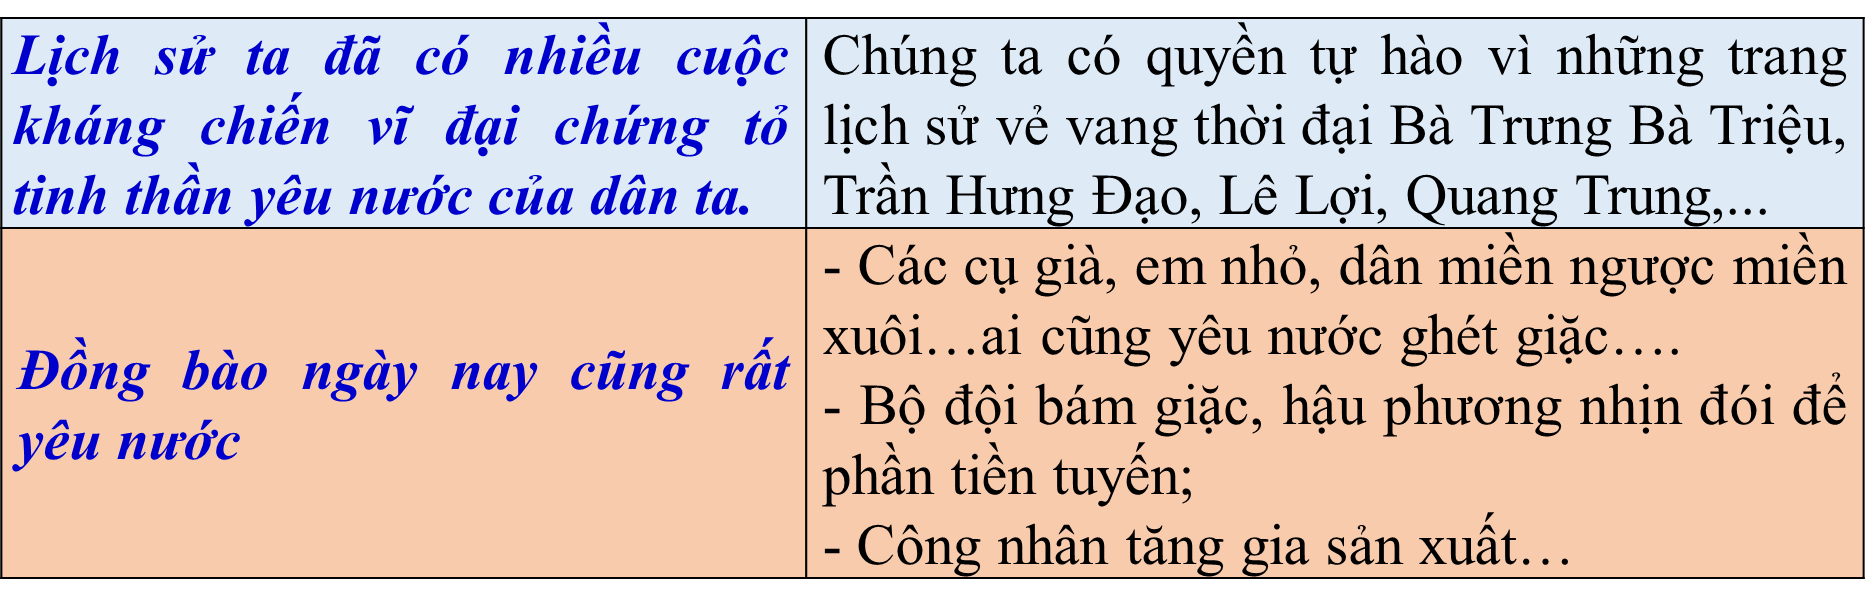 Lịch sử ta đã có nhiều cuộc
kháng chiến vĩ đại chứng tỏ
tinh thần yêu nước của dân ta.
Chúng ta có quyền tự hào vì những trang
lịch sử vẻ vang thời đại Bà Trưng Bà Triệu,
Trần Hưng Đạo, Lê Lợi, Quang Trung,...
Đồng bào ngày nay cũng rất
yêu nước
- Các cụ già, em nhỏ, dân miền ngược miền
xuôi…ai cũng yêu nước ghét giặc….
- Bộ đội bám giặc, hậu phương nhịn đói để
phần tiền tuyến;
- Công nhân tăng gia sản xuất…